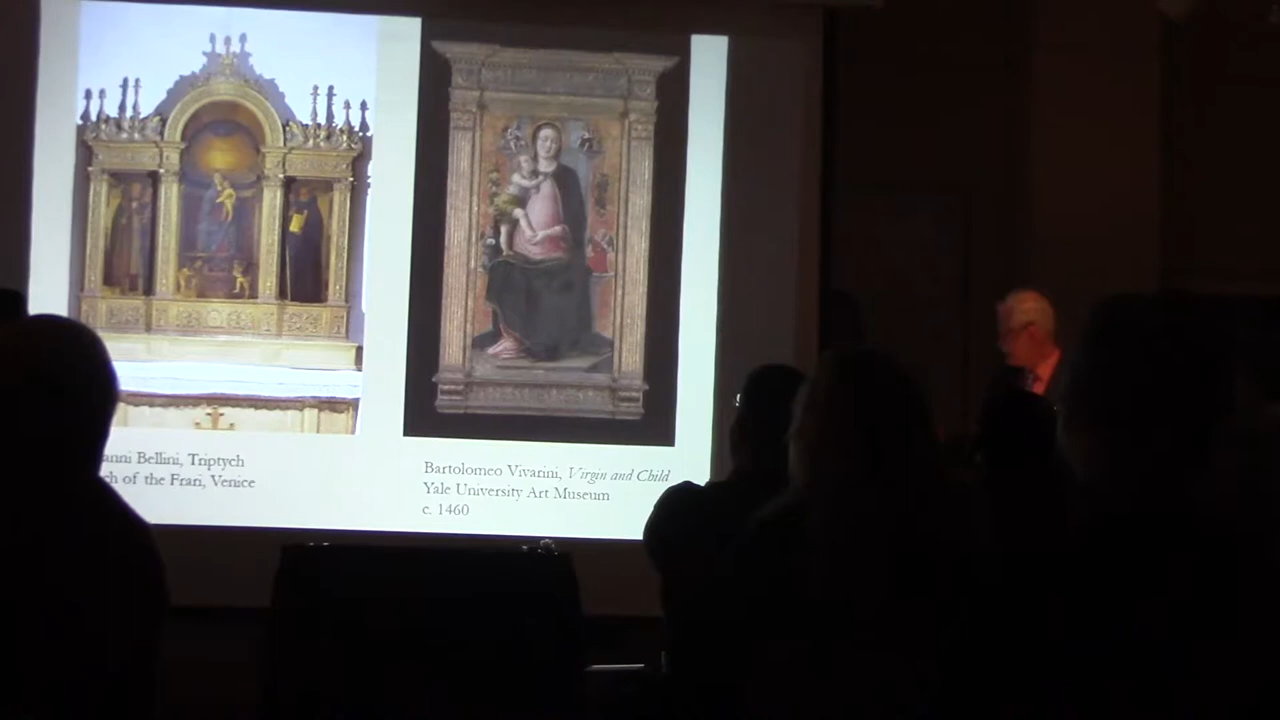 anni Bellini, Triptych
ch of the Frari, Venice
Bartolomeo Vivarini, Virgin and Child
Yale University Art Museum
c. 1460